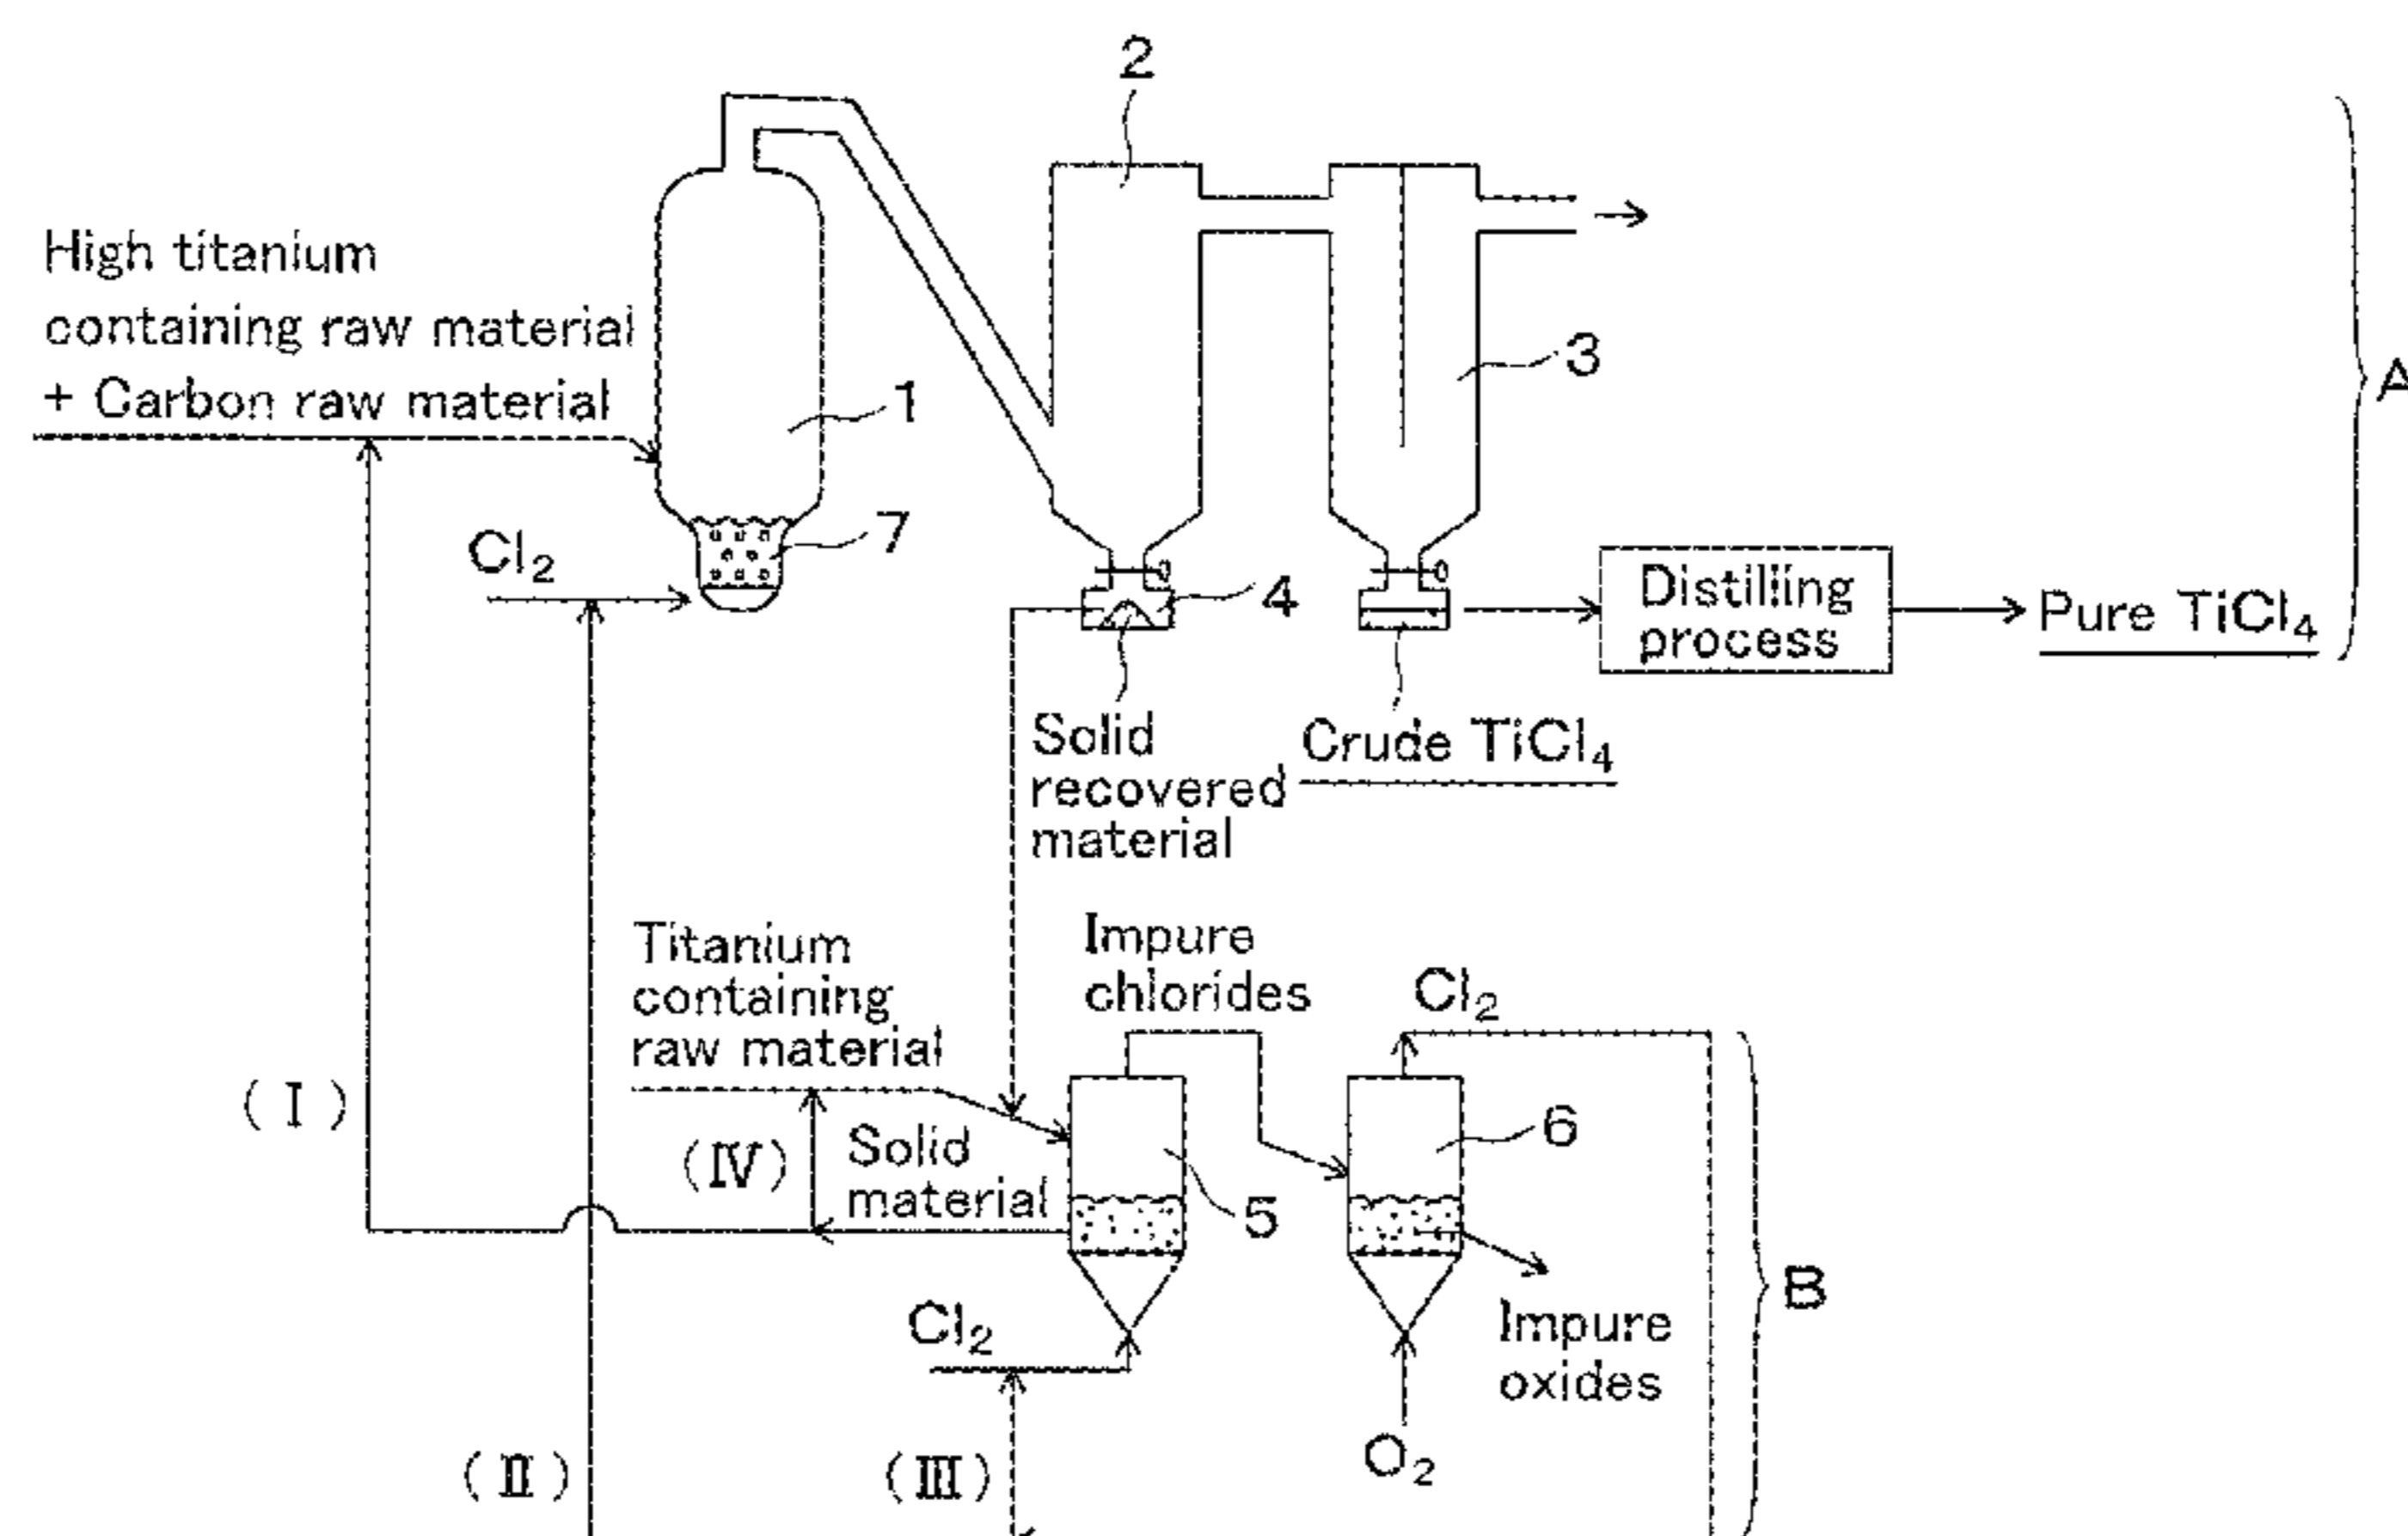 2
High titanium
containing raw material
+ Carbon raw material
1
3
A
7
Cl₂
4
Distilling
process
Pure TiCl₄
Solid
recovered
material
Crude TiCl₄
Titanium
containing
raw material
Impure
chlorides
Cl₂
(I)
(IV)
Solid
material
5
6
B
Cl₂
Impure
oxides
O₂
(II)
(III)